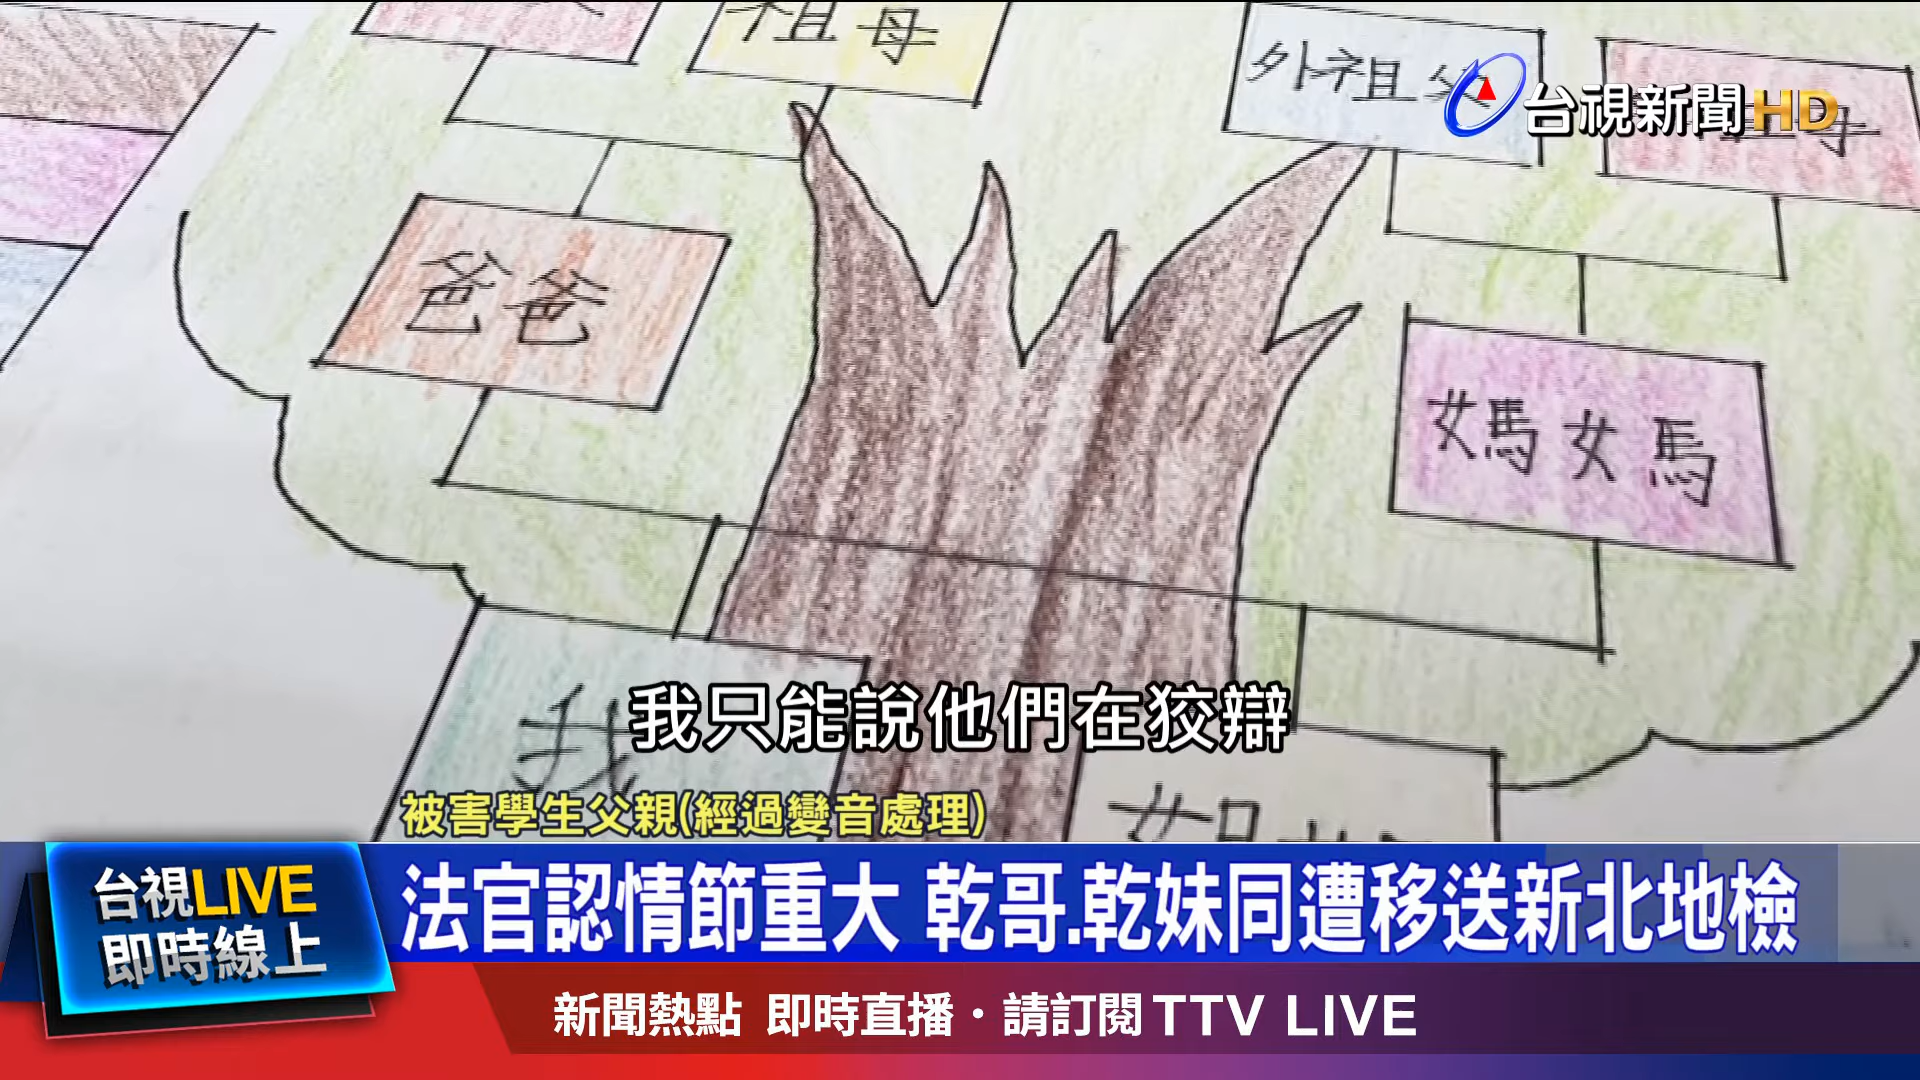 祖母
外祖父
台視新聞HD
爸爸
媽媽
我
我只能說他們在狡辯
被害學生父親(經過變音處理)
台視LIVE
即時線上
法官認情節重大 乾哥.乾妹同遭移送新北地檢
新聞熱點 即時直播・請訂閱TTV LIVE